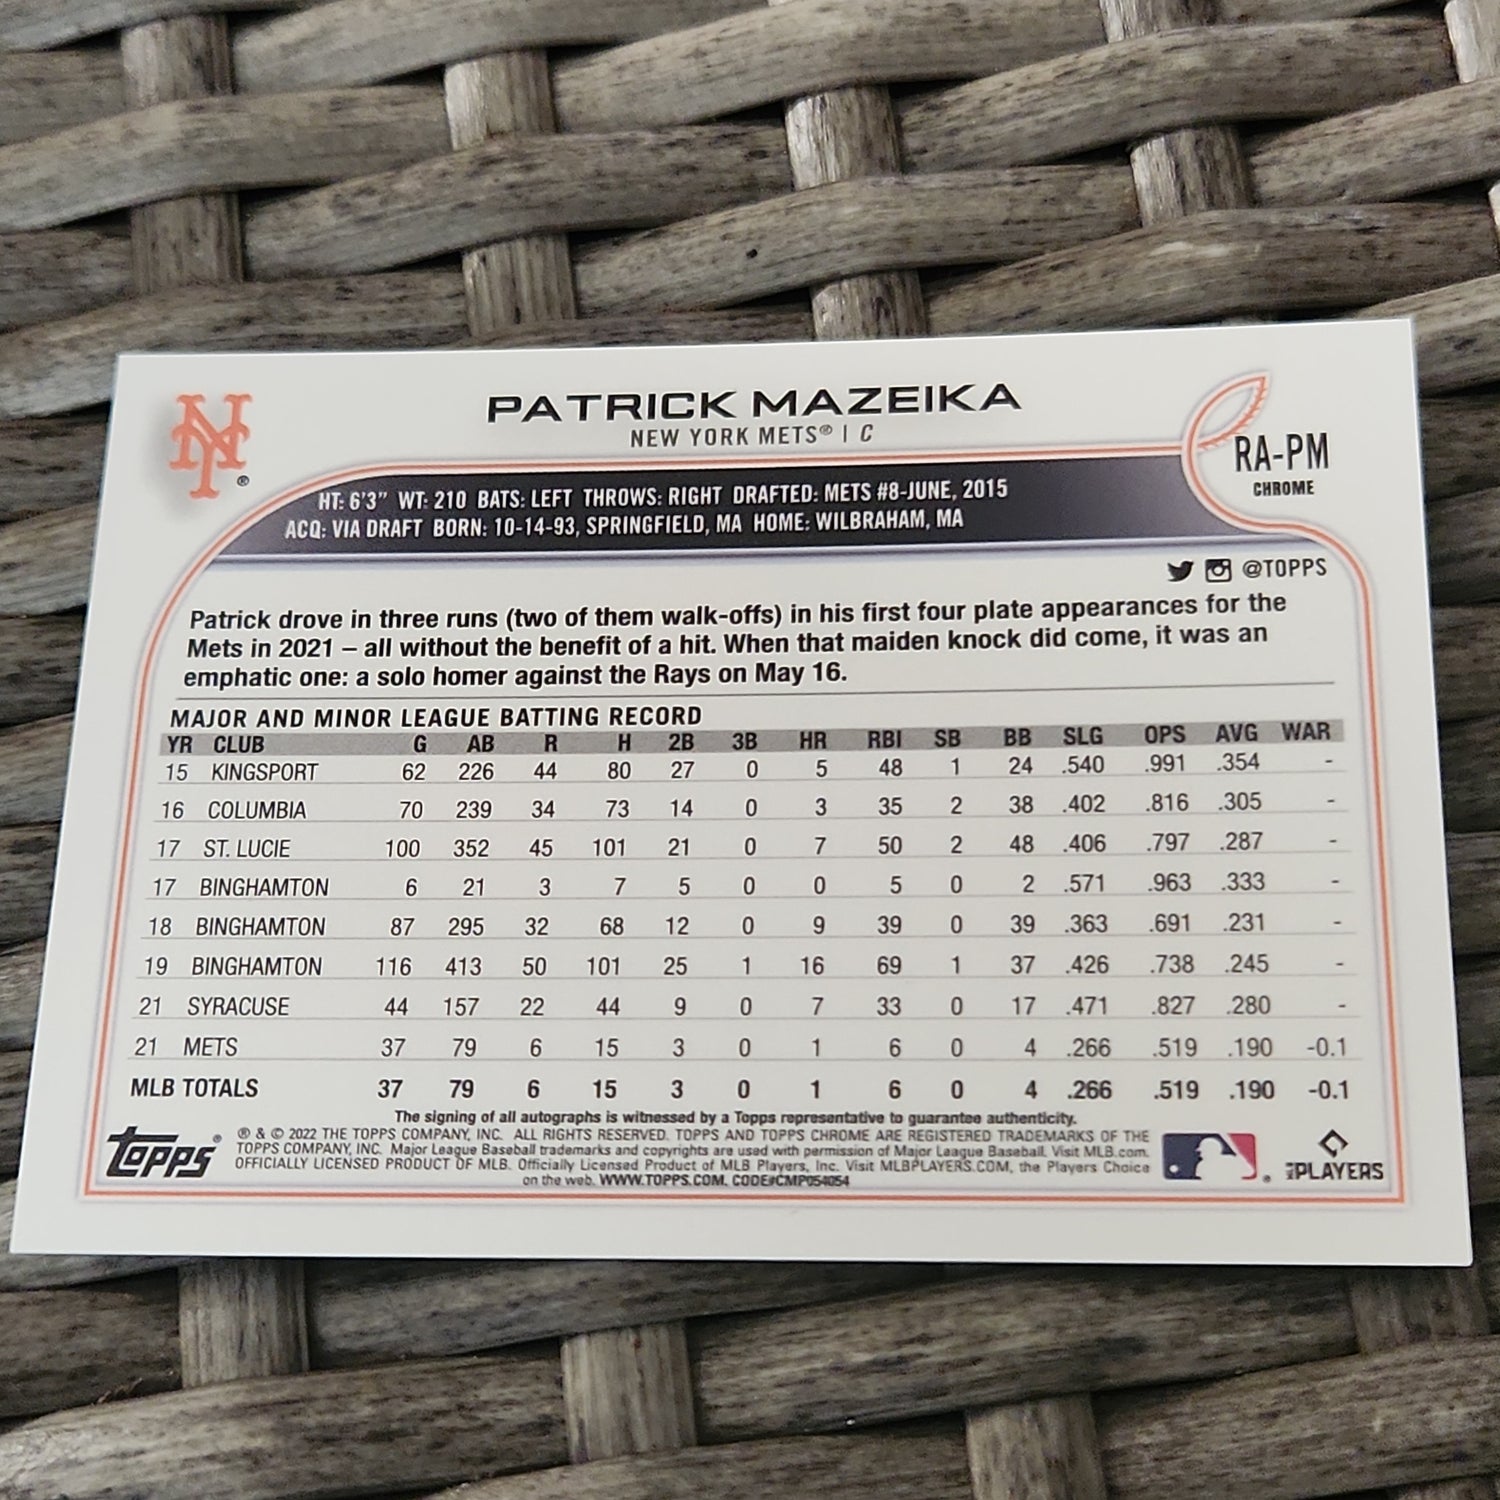 NY®
PATRICK MAZEIKA
NEW YORK METS® | C
RA-PM
CHROME
HT: 6'3" WT: 210 BATS: LEFT THROWS: RIGHT DRAFTED: METS #8-JUNE, 2015
ACQ: VIA DRAFT BORN: 10-14-93, SPRINGFIELD, MA HOME: WILBRAHAM, MA
@TOPPS
Patrick drove in three runs (two of them walk-offs) in his first four plate appearances for the
Mets in 2021 – all without the benefit of a hit. When that maiden knock did come, it was an
emphatic one: a solo homer against the Rays on May 16.
MAJOR AND MINOR LEAGUE BATTING RECORD
YR CLUB G AB R H 2B 3B HR RBI SB BB SLG OPS AVG WAR
15 KINGSPORT 62 226 44 80 27 0 5 48 1 24 .540 .991 .354 -
16 COLUMBIA 70 239 34 73 14 0 3 35 2 38 .402 .816 .305 -
17 ST. LUCIE 100 352 45 101 21 0 7 50 2 48 .406 .797 .287 -
17 BINGHAMTON 6 21 3 7 5 0 0 5 0 2 .571 .963 .333 -
18 BINGHAMTON 87 295 32 68 12 0 9 39 0 39 .363 .691 .231 -
19 BINGHAMTON 116 413 50 101 25 1 16 69 1 37 .426 .738 .245 -
21 SYRACUSE 44 157 22 44 9 0 7 33 0 17 .471 .827 .280 -
21 METS 37 79 6 15 3 0 1 6 0 4 .266 .519 .190 -0.1
MLB TOTALS 37 79 6 15 3 0 1 6 0 4 .266 .519 .190 -0.1
The signing of all autographs is witnessed by a Topps representative to guarantee authenticity.
topps®
® & © 2022 THE TOPPS COMPANY, INC. ALL RIGHTS RESERVED. TOPPS AND TOPPS CHROME ARE REGISTERED TRADEMARKS OF THE
TOPPS COMPANY, INC. Major League Baseball trademarks and copyrights are used with permission of Major League Baseball. Visit MLB.com.
OFFICIALLY LICENSED PRODUCT OF MLB. Officially Licensed Product of MLB Players, Inc. Visit MLBPLAYERS.COM, the Players Choice
on the web. WWW.TOPPS.COM. CODE#CMP054054
MLB PLAYERS